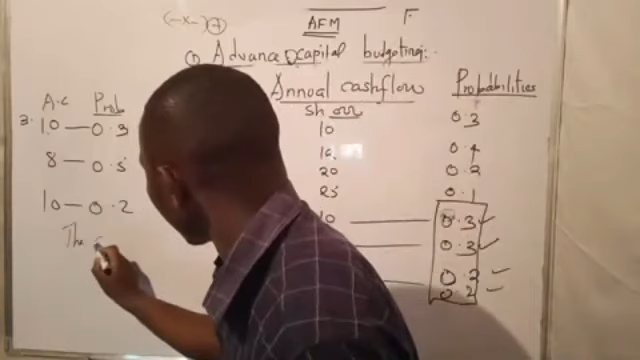 (-x-)+
AFM
F
① Advance capital budgeting:-
A.C Prob
3. 10 — 0.3
8 — 0.5
10 — 0.2
The
Annual cashflow Probabilities
sh 000
10 0.3
0.4
20 0.2
25 0.1
10 0.3
0.3
0.2
0.2